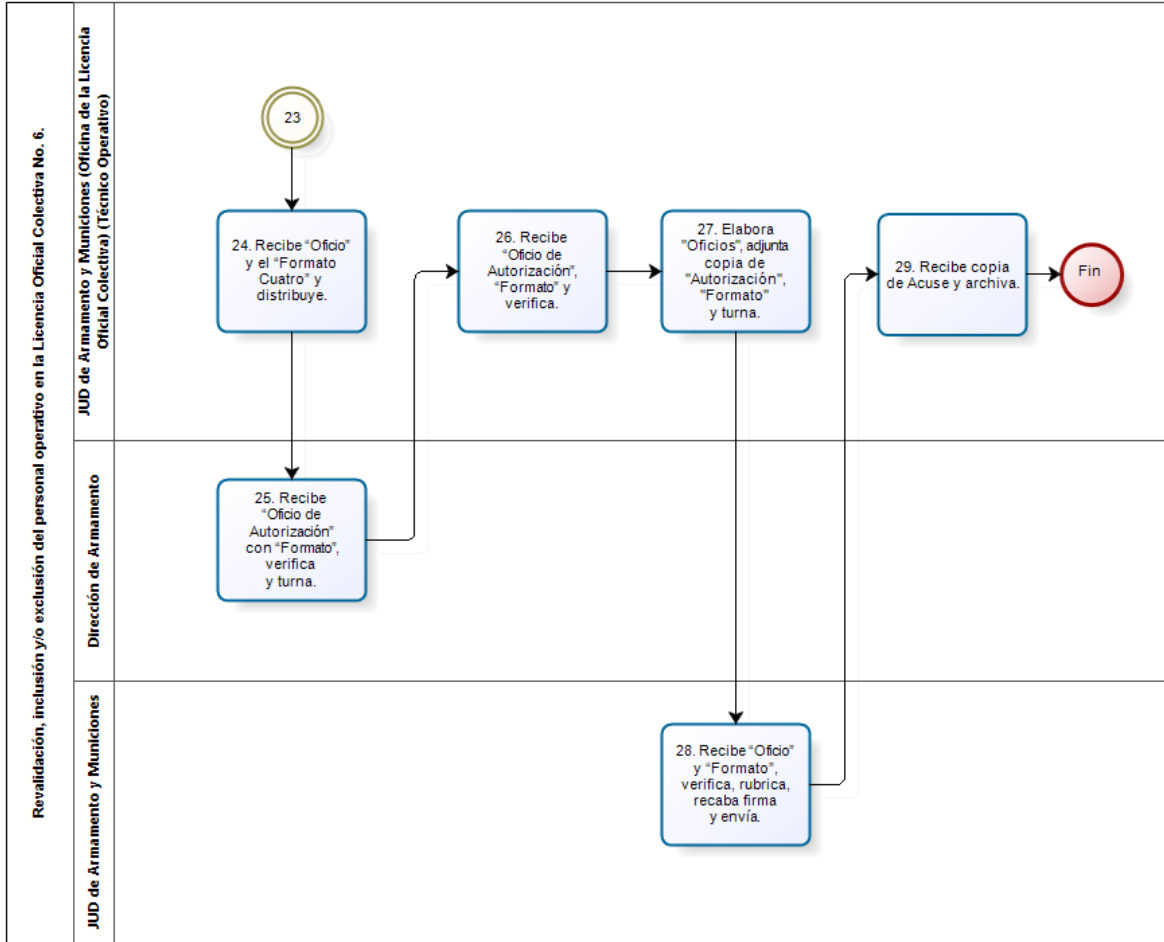 Revalidación, inclusión y/o exclusión del personal operativo en la Licencia Oficial Colectiva No. 6.
JUD de Armamento y Municiones (Oficina de la Licencia
Oficial Colectiva) (Técnico Operativo)
23
24. Recibe “Oficio”
y el “Formato
Cuatro” y
distribuye.
26. Recibe
“Oficio de
Autorización”,
“Formato” y
verifica.
27. Elabora
"Oficios", adjunta
copia de
"Autorización",
"Formato"
y turna.
29. Recibe copia
de Acuse y archiva.
Fin
Dirección de Armamento
25. Recibe
“Oficio de
Autorización”
con “Formato”,
verifica
y turna.
JUD de Armamento y Municiones
28. Recibe “Oficio”
y “Formato”,
verifica, rubrica,
recaba firma
y envía.